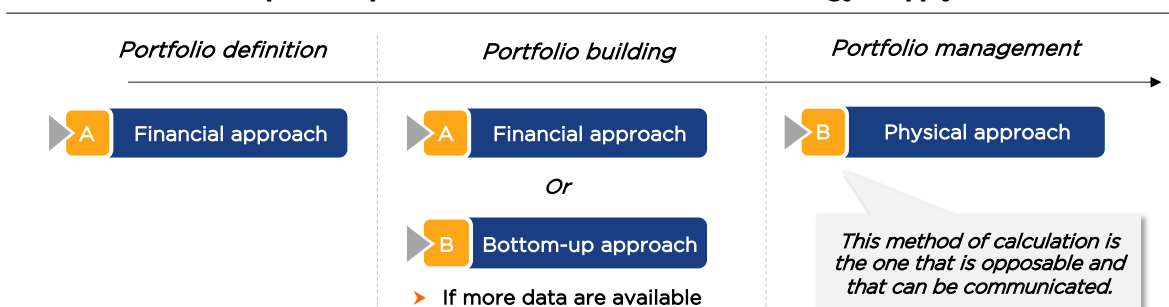 Portfolio definition
Portfolio building
Portfolio management
A Financial approach
A Financial approach
B Physical approach
Or
B Bottom-up approach
This method of calculation is
the one that is opposable and
that can be communicated.
➤ If more data are available